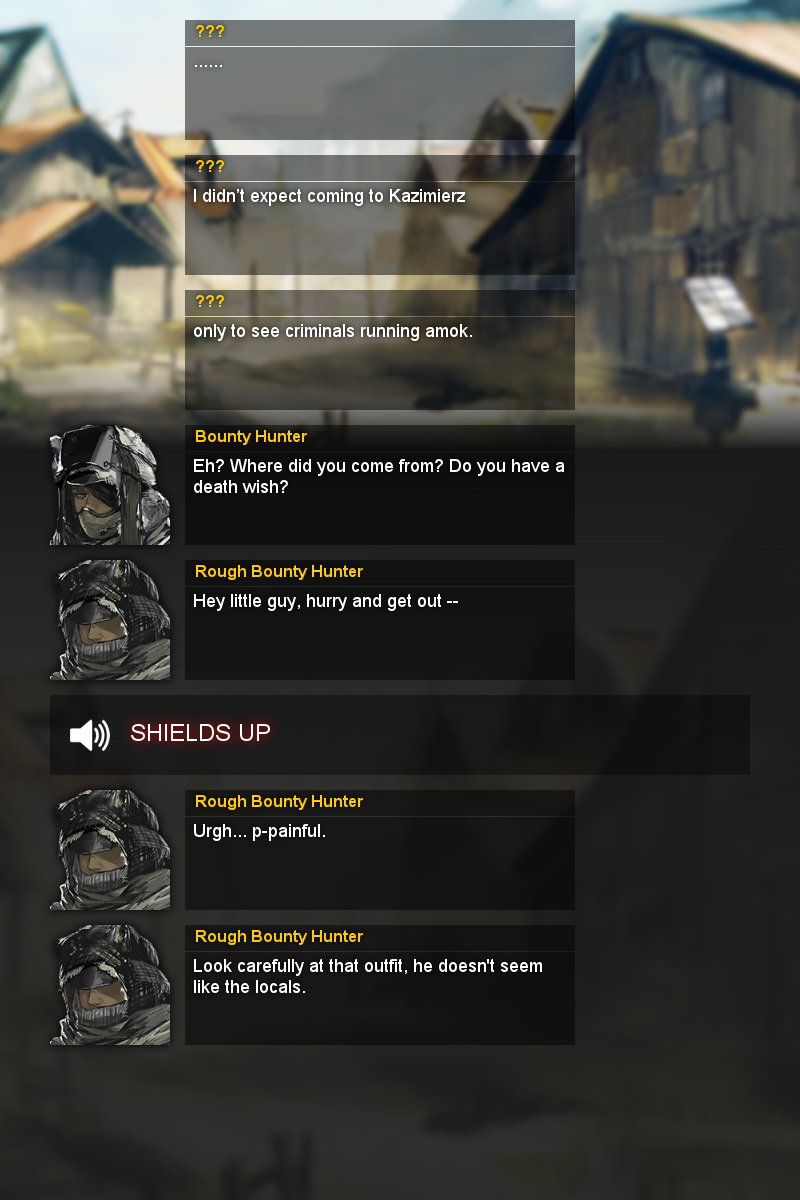 ???
......
???
I didn't expect coming to Kazimierz
???
only to see criminals running amok.
Bounty Hunter
Eh? Where did you come from? Do you have a
death wish?
Rough Bounty Hunter
Hey little guy, hurry and get out --
SHIELDS UP
Rough Bounty Hunter
Urgh... p-painful.
Rough Bounty Hunter
Look carefully at that outfit, he doesn't seem
like the locals.